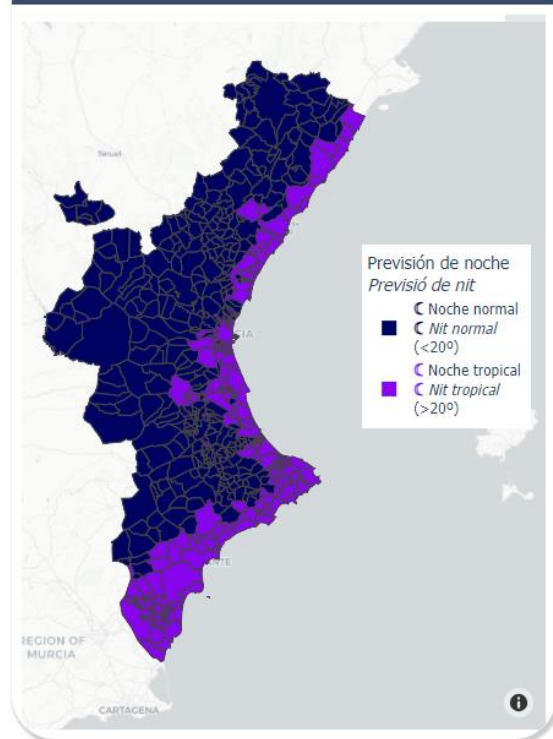 Teruel
Previsión de noche
Previsió de nit
☾ Noche normal
☾ Nit normal
(<20º)
☾ Noche tropical
☾ Nit tropical
(>20º)
REGION OF
MURCIA
CARTAGENA